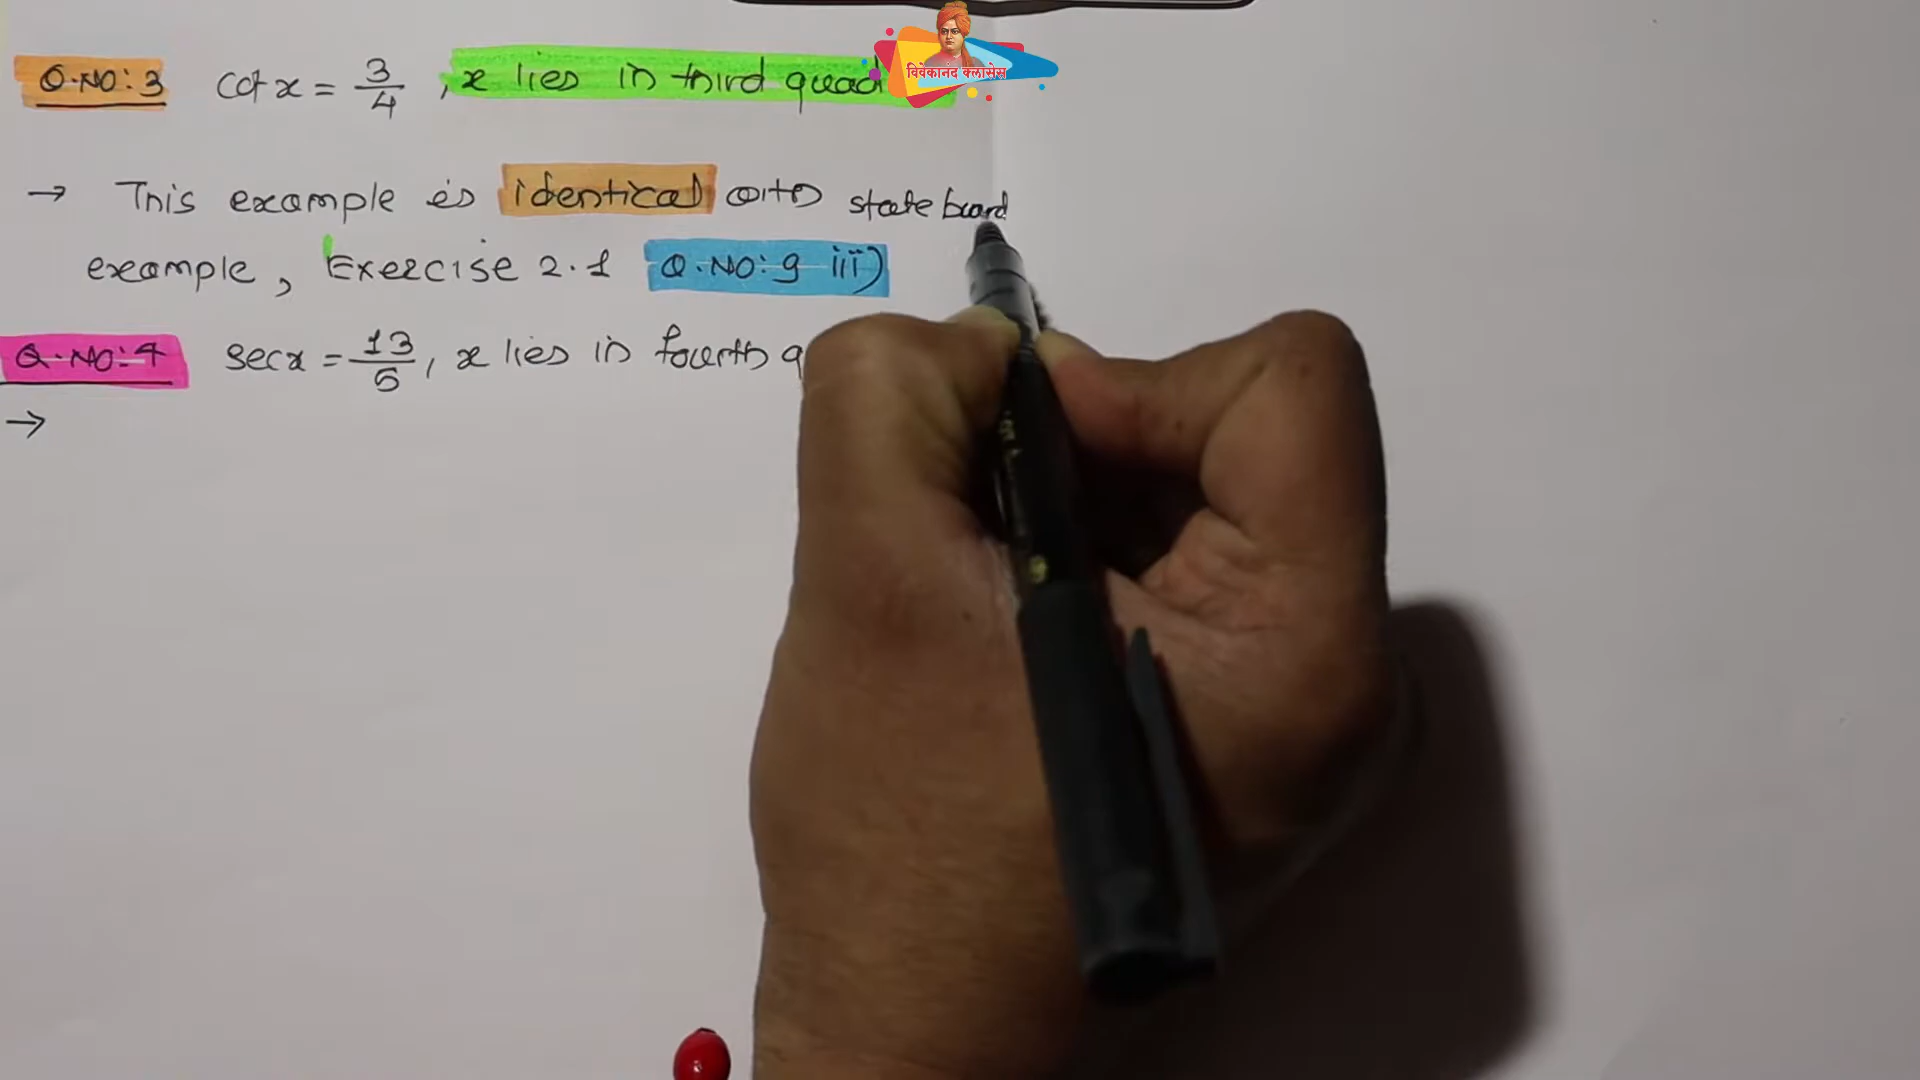 Q.NO:3 cot x = 3/4 , x lies in third quad
विवेकानंद क्लासेस
→ This example is identical with state board
example, Exercise 2.1 Q.NO:9 iii)
Q.NO:4 sec x = 13/5, x lies in fourth q
→